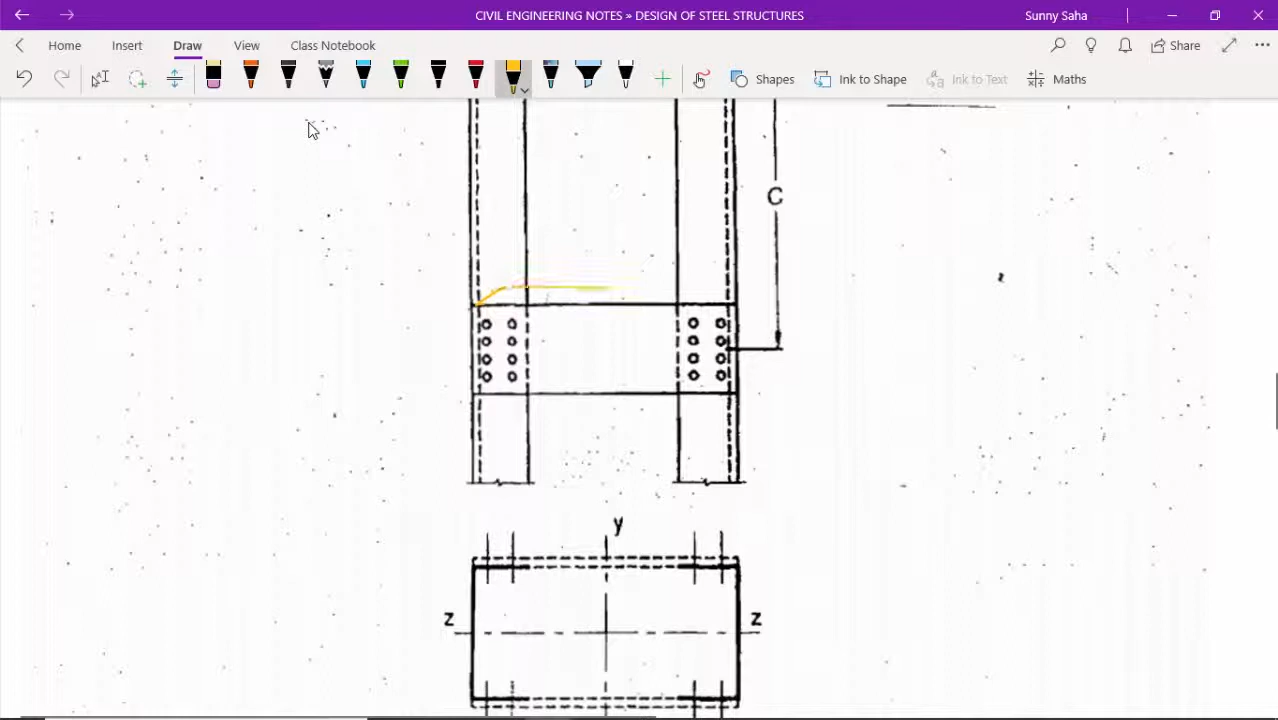 CIVIL ENGINEERING NOTES » DESIGN OF STEEL STRUCTURES
Sunny Saha
Home Insert Draw View Class Notebook
Share
Shapes Ink to Shape Ink to Text Maths
C
y
z z